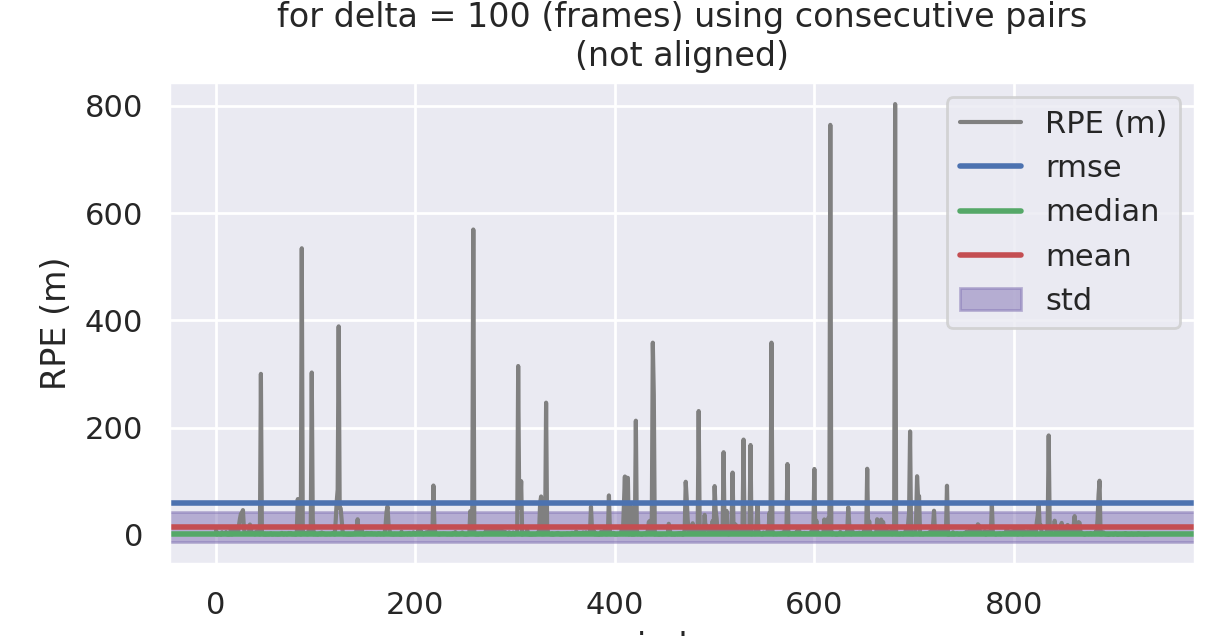 for delta = 100 (frames) using consecutive pairs
(not aligned)
RPE (m)
800
600
400
200
0
RPE (m)
rmse
median
mean
std
0 200 400 600 800